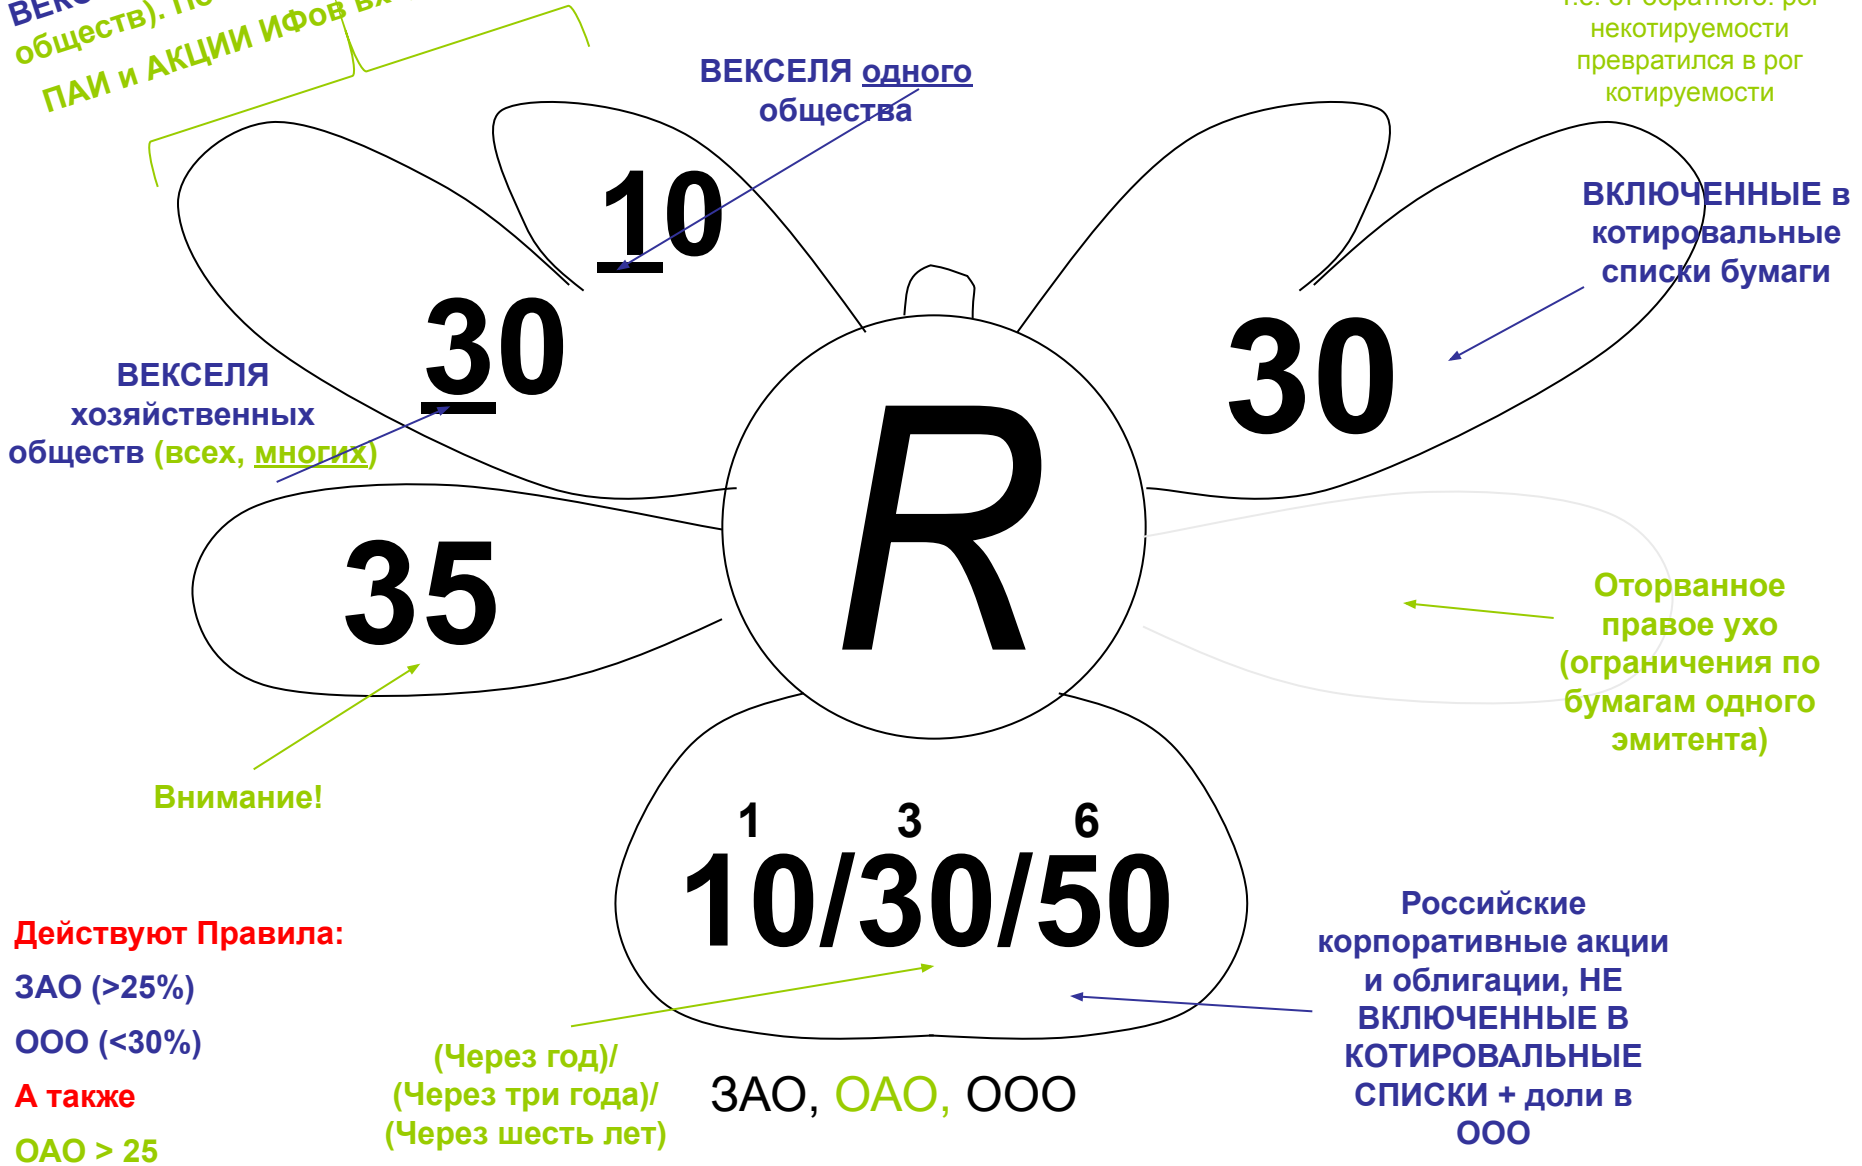 обществ). По
ПАИ и АКЦИИ ИФов вх
некотируемости
превратился в рог
котируемости
ВЕКСЕЛЯ одного
общества
10
ВКЛЮЧЕННЫЕ в
котировальные
списки бумаги
30
30
ВЕКСЕЛЯ
хозяйственных
обществ (всех, многих)
R
35
Оторванное
правое ухо
(ограничения по
бумагам одного
эмитента)
Внимание!
1 3 6
10/30/50
Действуют Правила:
ЗАО (>25%)
ООО (<30%)
А также
ОАО > 25
(Через год)/
(Через три года)/
(Через шесть лет)
ЗАО, ОАО, ООО
Российские
корпоративные акции
и облигации, НЕ
ВКЛЮЧЕННЫЕ В
КОТИРОВАЛЬНЫЕ
СПИСКИ + доли в
ООО